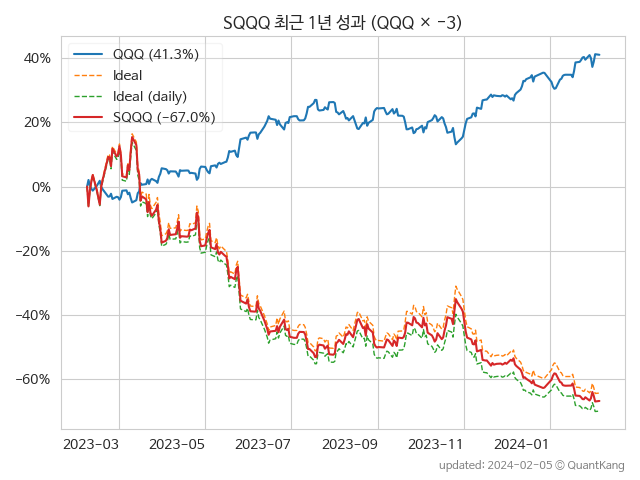 SQQQ 최근 1년 성과 (QQQ × −3)
QQQ (41.3%)
Ideal
Ideal (daily)
SQQQ (−67.0%)
40%
20%
0%
−20%
−40%
−60%
2023-03 2023-05 2023-07 2023-09 2023-11 2024-01
updated: 2024-02-05 © QuantKang